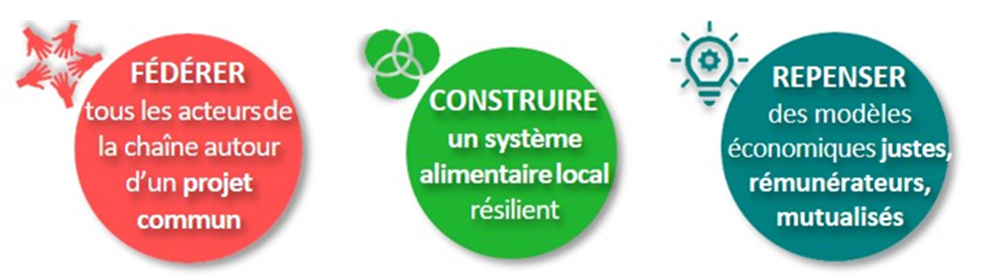 FÉDÉRER
tous les acteurs de
la chaîne autour
d'un projet
commun
CONSTRUIRE
un système
alimentaire local
résilient
REPENSER
des modèles
économiques justes,
rémunérateurs,
mutualisés